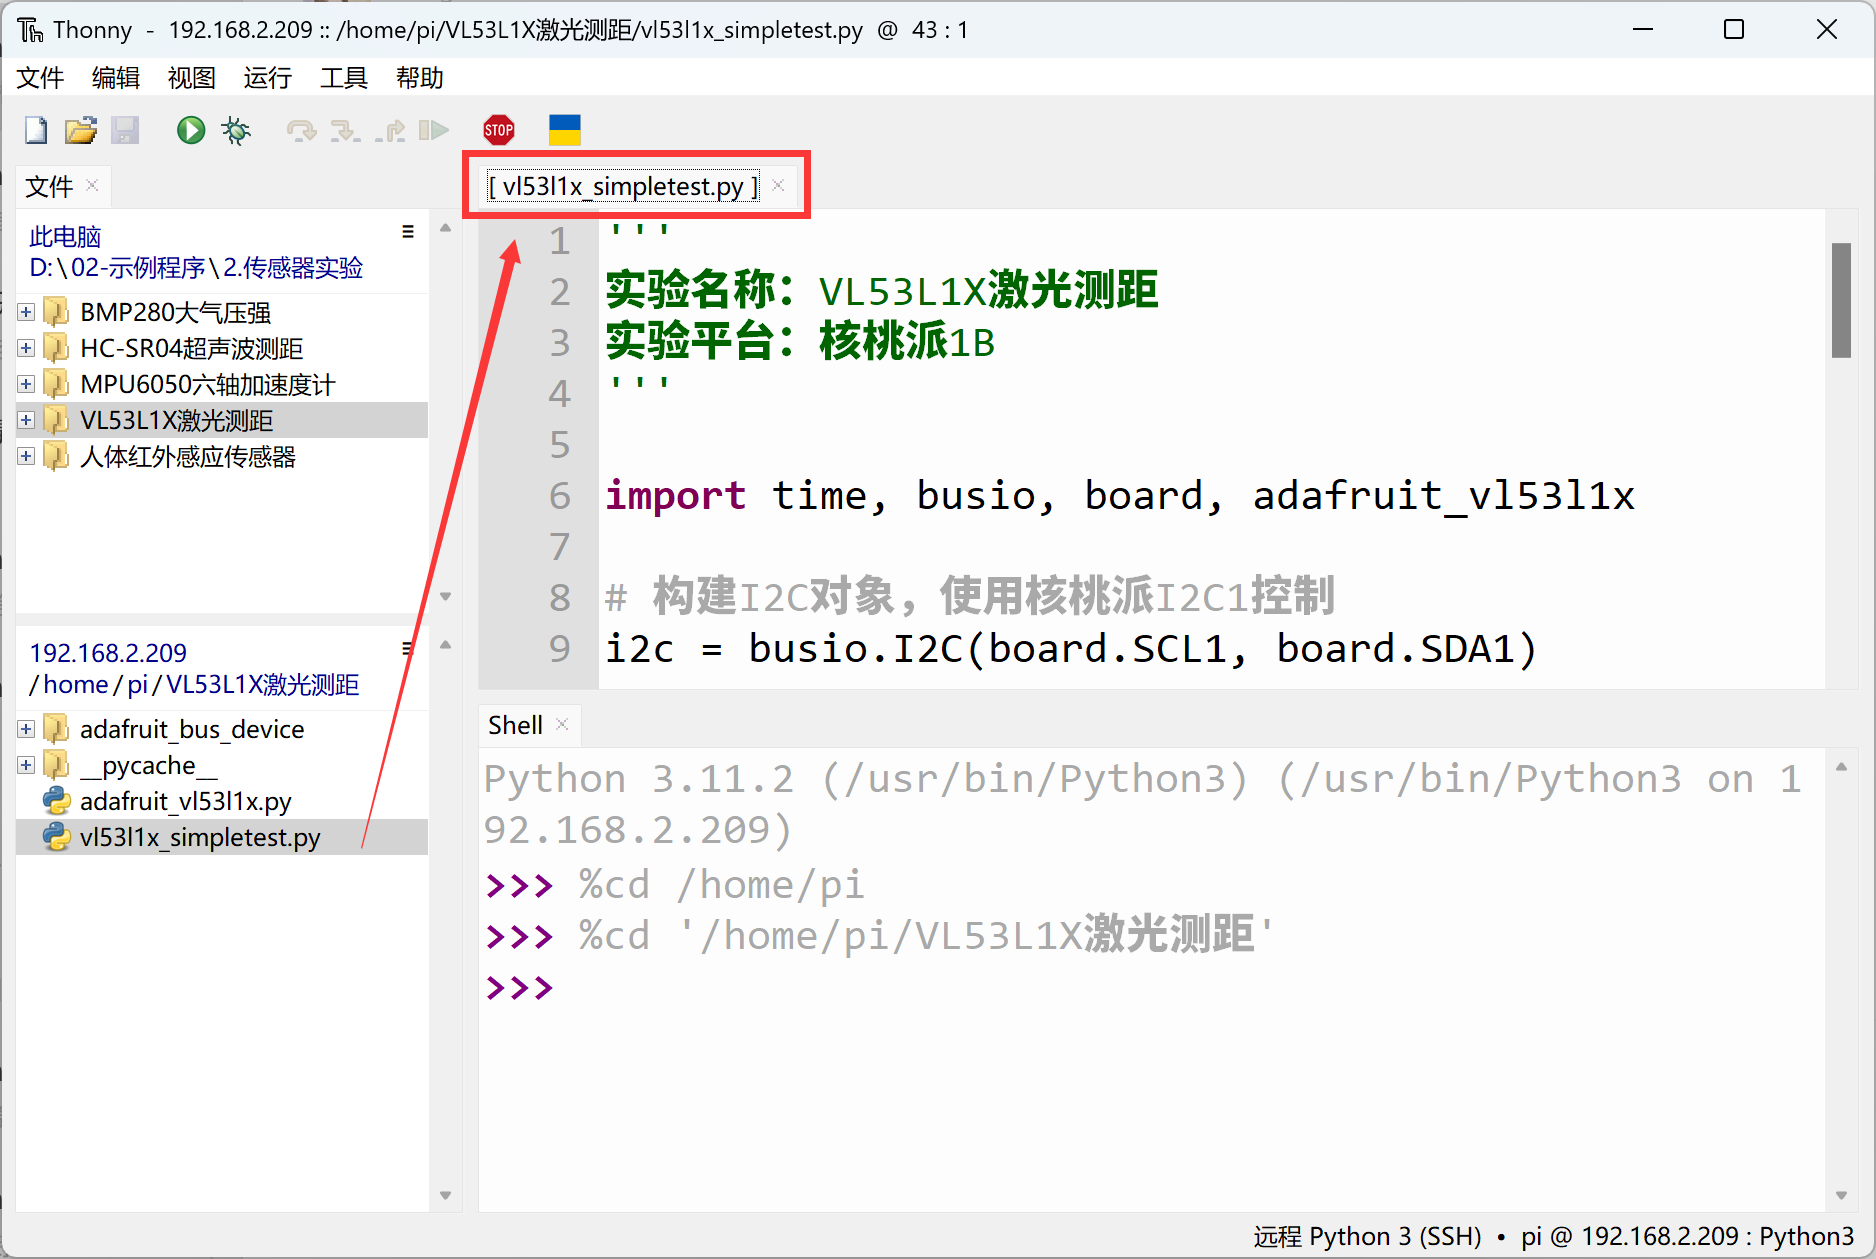 Thonny - 192.168.2.209 :: /home/pi/VL53L1X激光测距/vl53l1x_simpletest.py @ 43 : 1
文件 编辑 视图 运行 工具 帮助
STOP
文件
此电脑
D:\02-示例程序\2.传感器实验
BMP280大气压强
HC-SR04超声波测距
MPU6050六轴加速度计
VL53L1X激光测距
人体红外感应传感器
192.168.2.209
/home/pi/VL53L1X激光测距
adafruit_bus_device
__pycache__
adafruit_vl53l1x.py
vl53l1x_simpletest.py
[ vl53l1x_simpletest.py ]
1 '''
2 实验名称：VL53L1X激光测距
3 实验平台：核桃派1B
4 '''
5
6 import time, busio, board, adafruit_vl53l1x
7
8 # 构建I2C对象，使用核桃派I2C1控制
9 i2c = busio.I2C(board.SCL1, board.SDA1)
Shell
Python 3.11.2 (/usr/bin/Python3) (/usr/bin/Python3 on 1
92.168.2.209)
>>> %cd /home/pi
>>> %cd '/home/pi/VL53L1X激光测距'
>>>
远程 Python 3 (SSH) • pi @ 192.168.2.209 : Python3